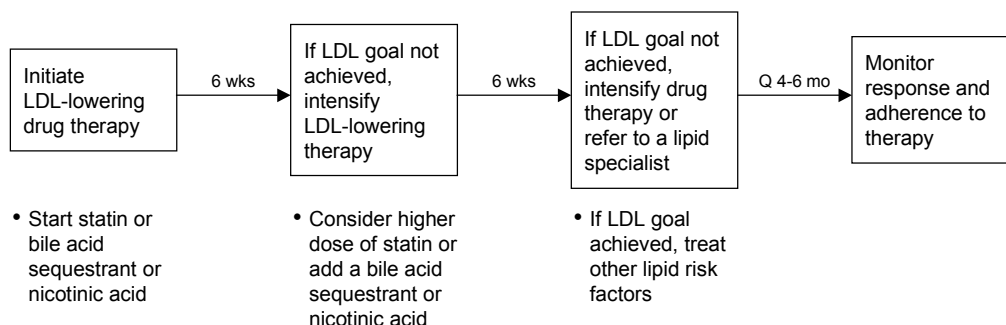 Initiate
LDL-lowering
drug therapy
6 wks
If LDL goal not
achieved,
intensify
LDL-lowering
therapy
6 wks
If LDL goal not
achieved,
intensify drug
therapy or
refer to a lipid
specialist
Q 4-6 mo
Monitor
response and
adherence to
therapy
• Start statin or
bile acid
sequestrant or
nicotinic acid
• Consider higher
dose of statin or
add a bile acid
sequestrant or
nicotinic acid
• If LDL goal
achieved, treat
other lipid risk
factors